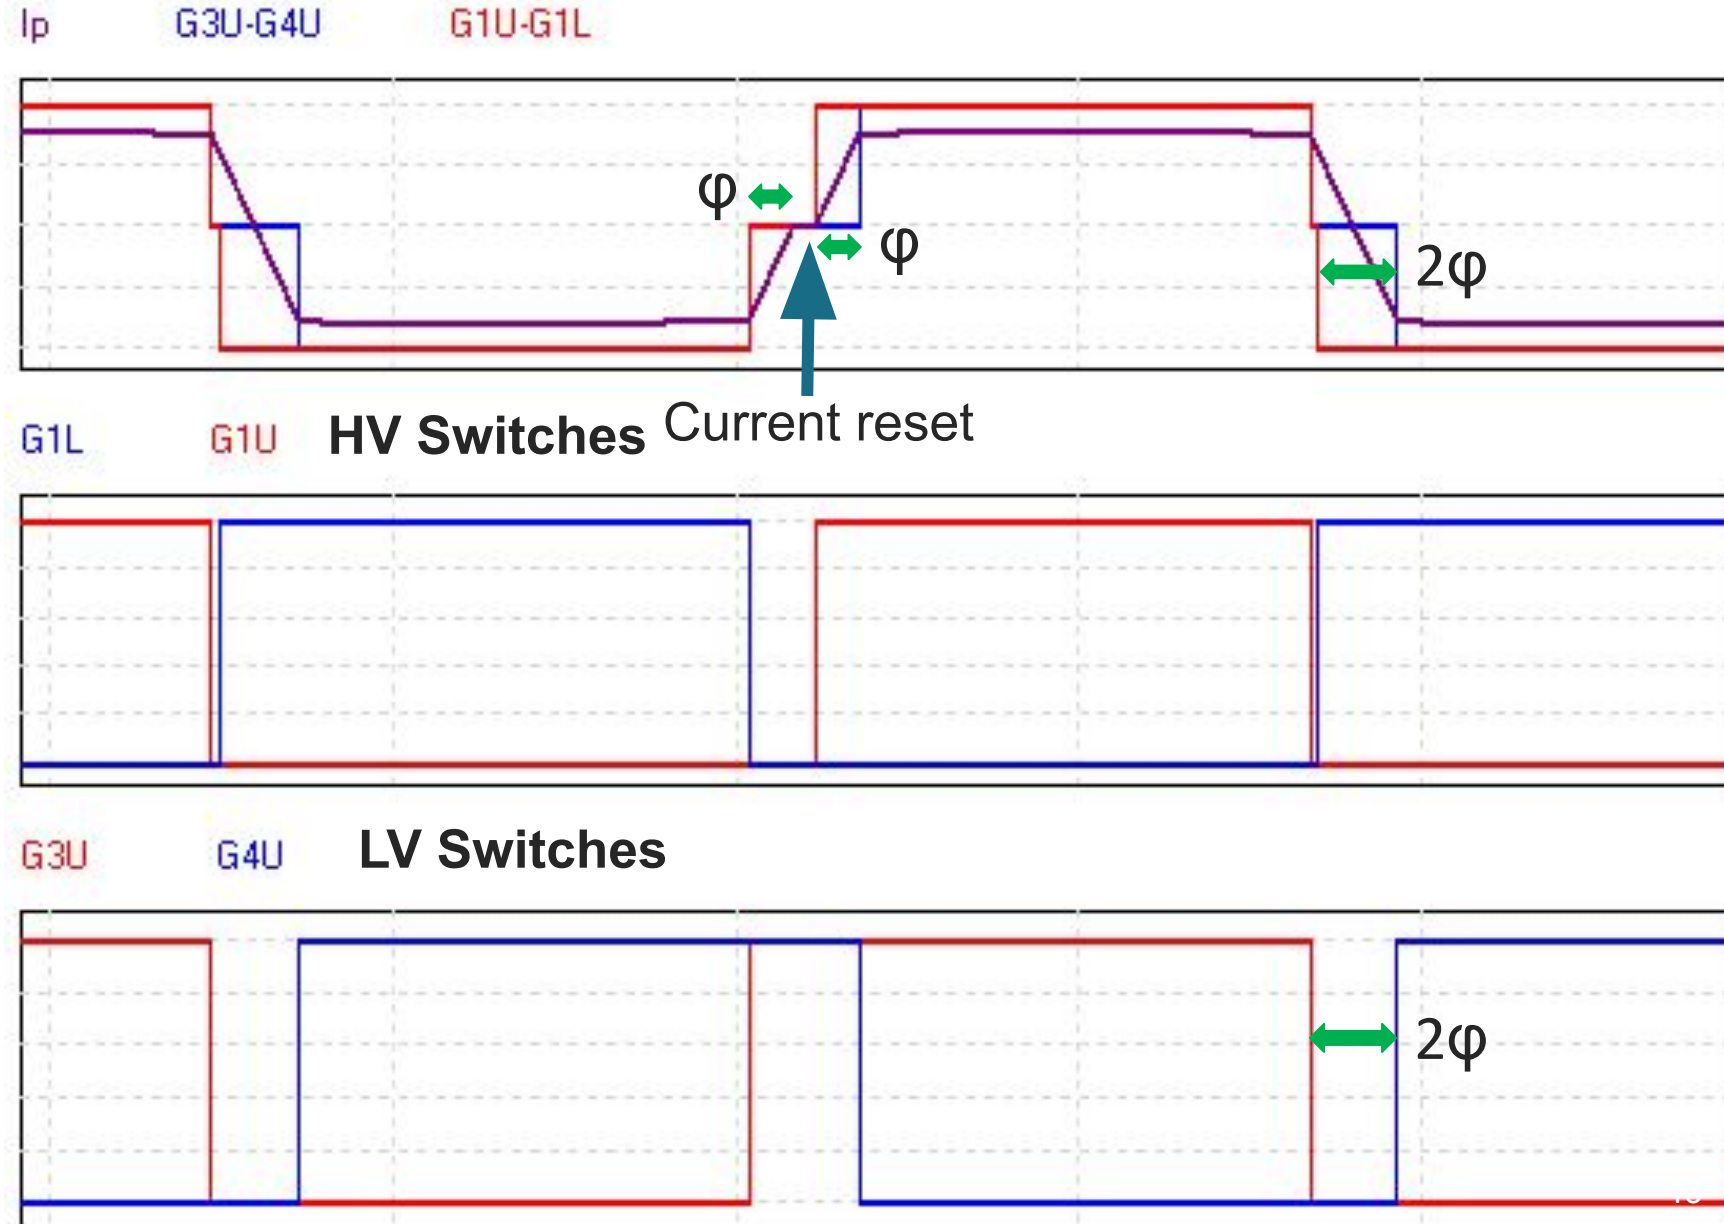 Ip G3U-G4U G1U-G1L
φ
φ
2φ
Current reset
G1L G1U HV Switches
G3U G4U LV Switches
2φ